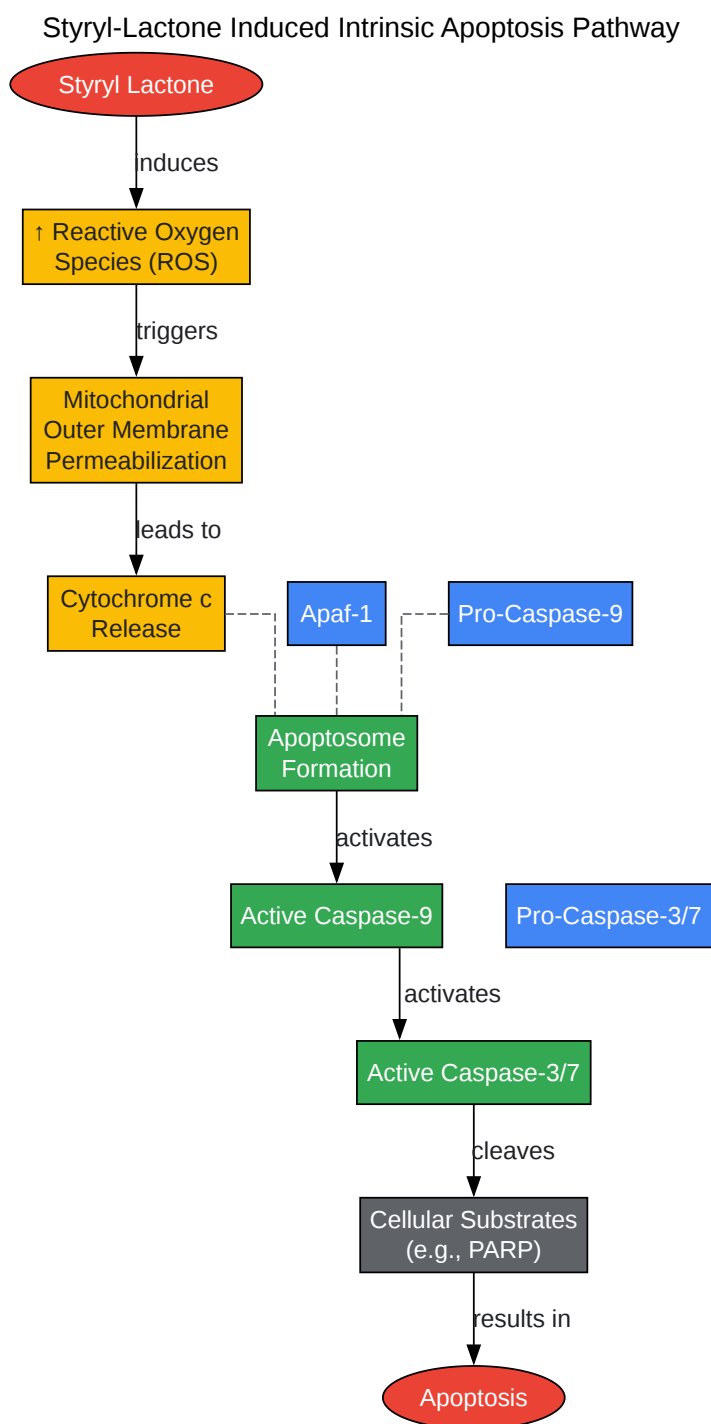 Styryl-Lactone Induced Intrinsic Apoptosis Pathway
Styryl Lactone
induces
↑ Reactive Oxygen
Species (ROS)
triggers
Mitochondrial
Outer Membrane
Permeabilization
leads to
Cytochrome c
Release
Apaf-1
Pro-Caspase-9
Apoptosome
Formation
activates
Active Caspase-9
Pro-Caspase-3/7
activates
Active Caspase-3/7
cleaves
Cellular Substrates
(e.g., PARP)
results in
Apoptosis